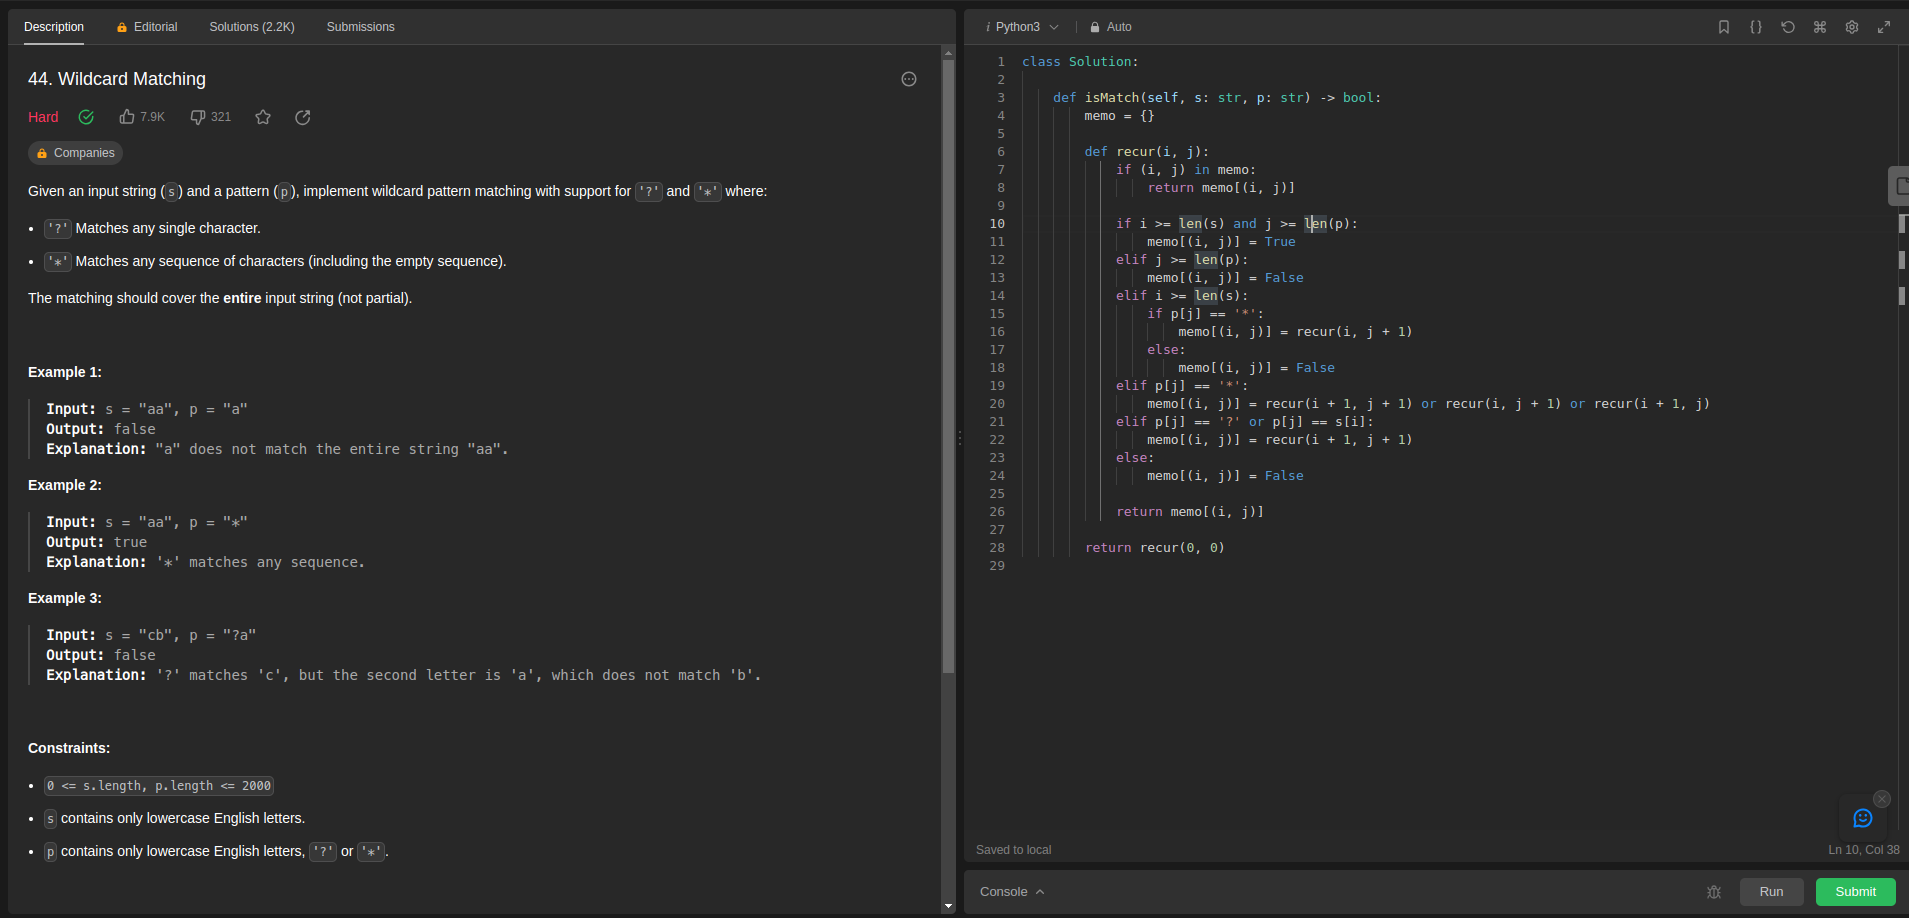 Description Editorial Solutions (2.2K) Submissions
44. Wildcard Matching
Hard 7.9K 321
Companies
Given an input string (s) and a pattern (p), implement wildcard pattern matching with support for '?' and '*' where:
• '?' Matches any single character.
• '*' Matches any sequence of characters (including the empty sequence).
The matching should cover the entire input string (not partial).
Example 1:
Input: s = "aa", p = "a"
Output: false
Explanation: "a" does not match the entire string "aa".
Example 2:
Input: s = "aa", p = "*"
Output: true
Explanation: '*' matches any sequence.
Example 3:
Input: s = "cb", p = "?a"
Output: false
Explanation: '?' matches 'c', but the second letter is 'a', which does not match 'b'.
Constraints:
• 0 <= s.length, p.length <= 2000
• s contains only lowercase English letters.
• p contains only lowercase English letters, '?' or '*'.
i Python3 Auto
1 class Solution:
2
3     def isMatch(self, s: str, p: str) -> bool:
4         memo = {}
5
6         def recur(i, j):
7             if (i, j) in memo:
8                 return memo[(i, j)]
9
10             if i >= len(s) and j >= len(p):
11                 memo[(i, j)] = True
12             elif j >= len(p):
13                 memo[(i, j)] = False
14             elif i >= len(s):
15                 if p[j] == '*':
16                     memo[(i, j)] = recur(i, j + 1)
17                 else:
18                     memo[(i, j)] = False
19             elif p[j] == '*':
20                 memo[(i, j)] = recur(i + 1, j + 1) or recur(i, j + 1) or recur(i + 1, j)
21             elif p[j] == '?' or p[j] == s[i]:
22                 memo[(i, j)] = recur(i + 1, j + 1)
23             else:
24                 memo[(i, j)] = False
25
26             return memo[(i, j)]
27
28         return recur(0, 0)
29
Saved to local Ln 10, Col 38
Console Run Submit